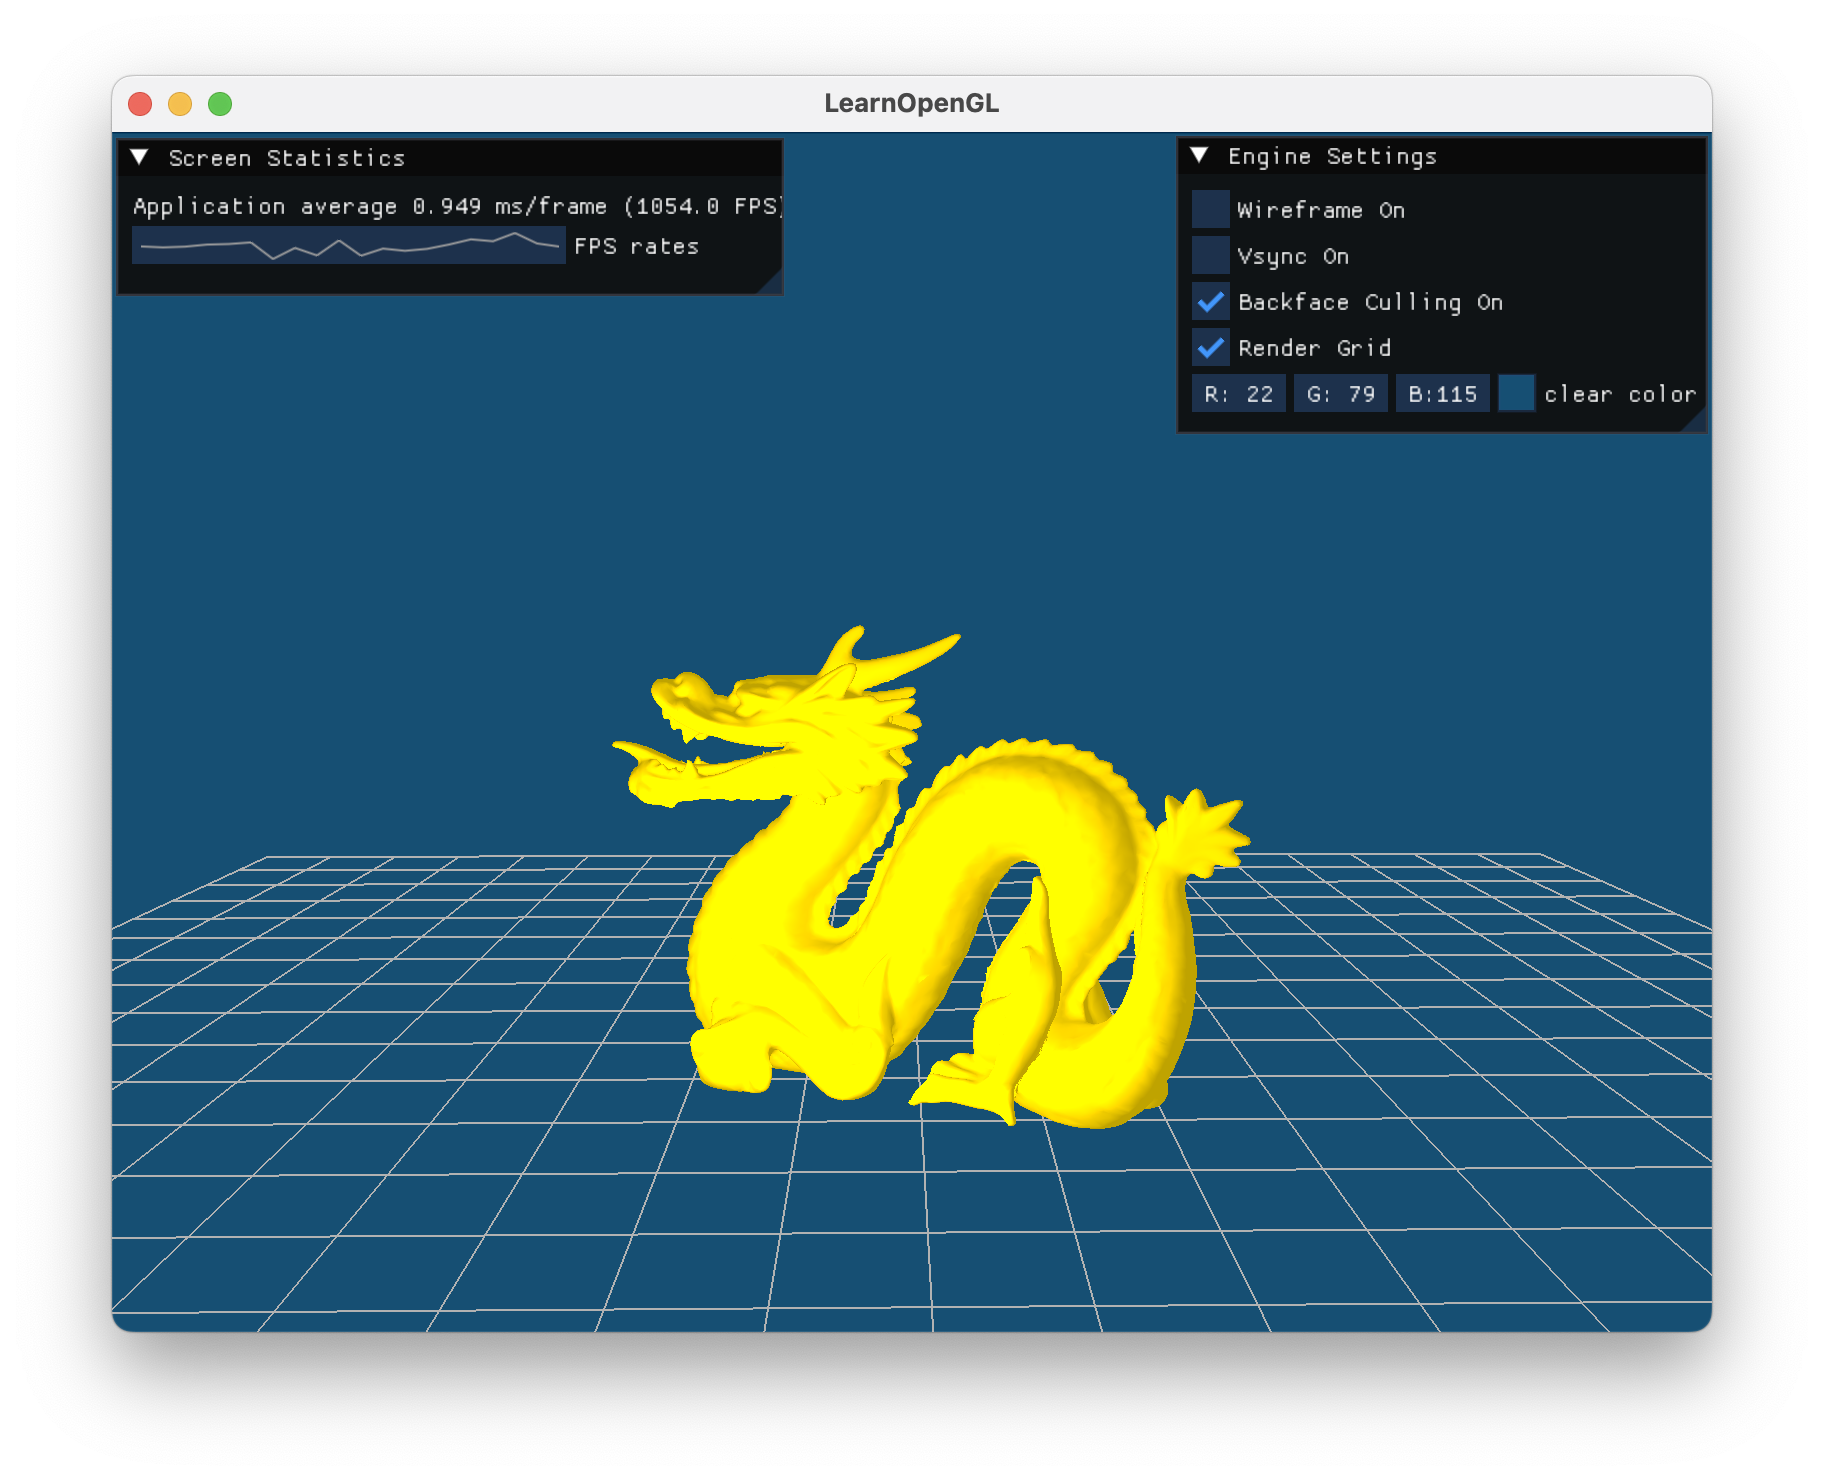 LearnOpenGL
Screen Statistics
Application average 0.949 ms/frame (1054.0 FPS)
FPS rates
Engine Settings
Wireframe On
Vsync On
Backface Culling On
Render Grid
R: 22 G: 79 B:115 clear color